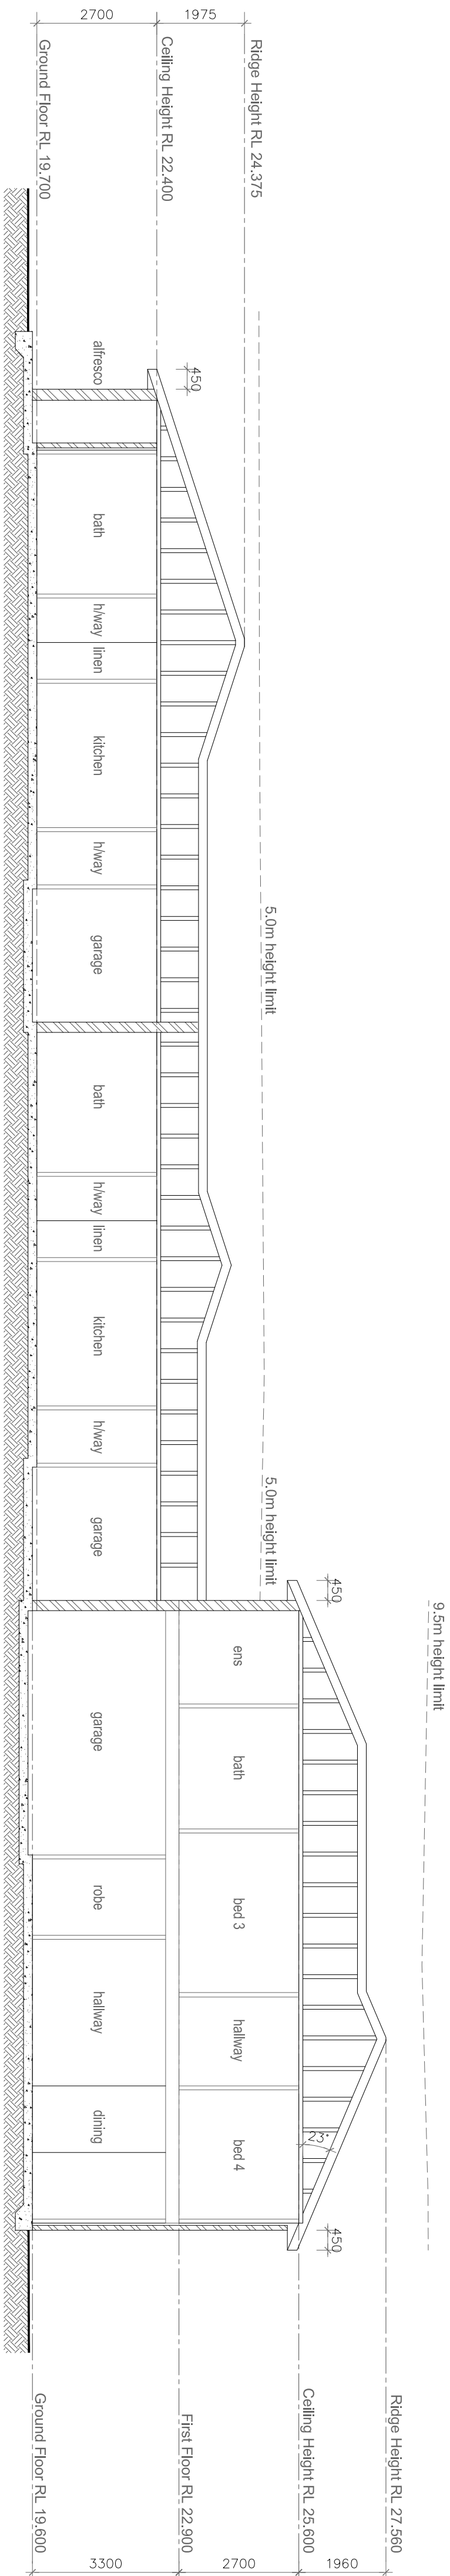 2700
1975
Ground Floor RL 19.700
Ceiling Height RL 22.400
Ridge Height RL 24.375
450
alfresco
bath
h/way
linen
kitchen
h/way
garage
bath
h/way
linen
kitchen
h/way
garage
5.0m height limit
5.0m height limit
450
9.5m height limit
ens
bath
bed 3
hallway
bed 4
garage
robe
hallway
dining
23°
450
Ground Floor RL 19.600
First Floor RL 22.900
Ceiling Height RL 25.600
Ridge Height RL 27.560
3300
2700
1960